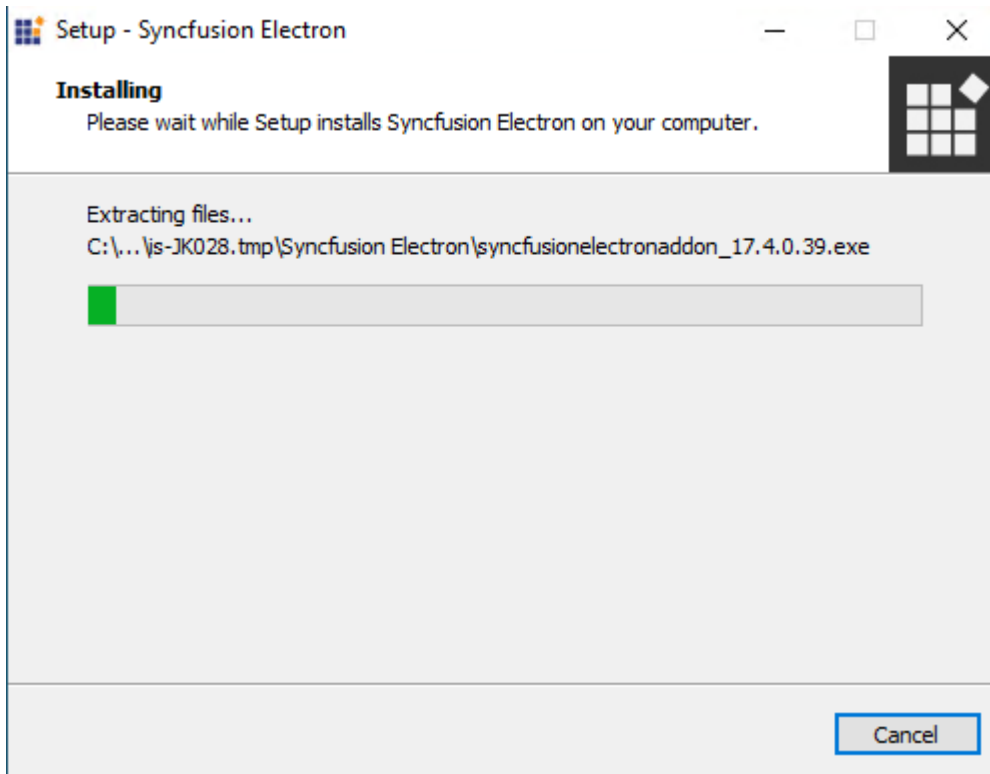 Setup - Syncfusion Electron
Installing
Please wait while Setup installs Syncfusion Electron on your computer.
Extracting files...
C:\...\is-JK028.tmp\Syncfusion Electron\syncfusionelectronaddon_17.4.0.39.exe
Cancel